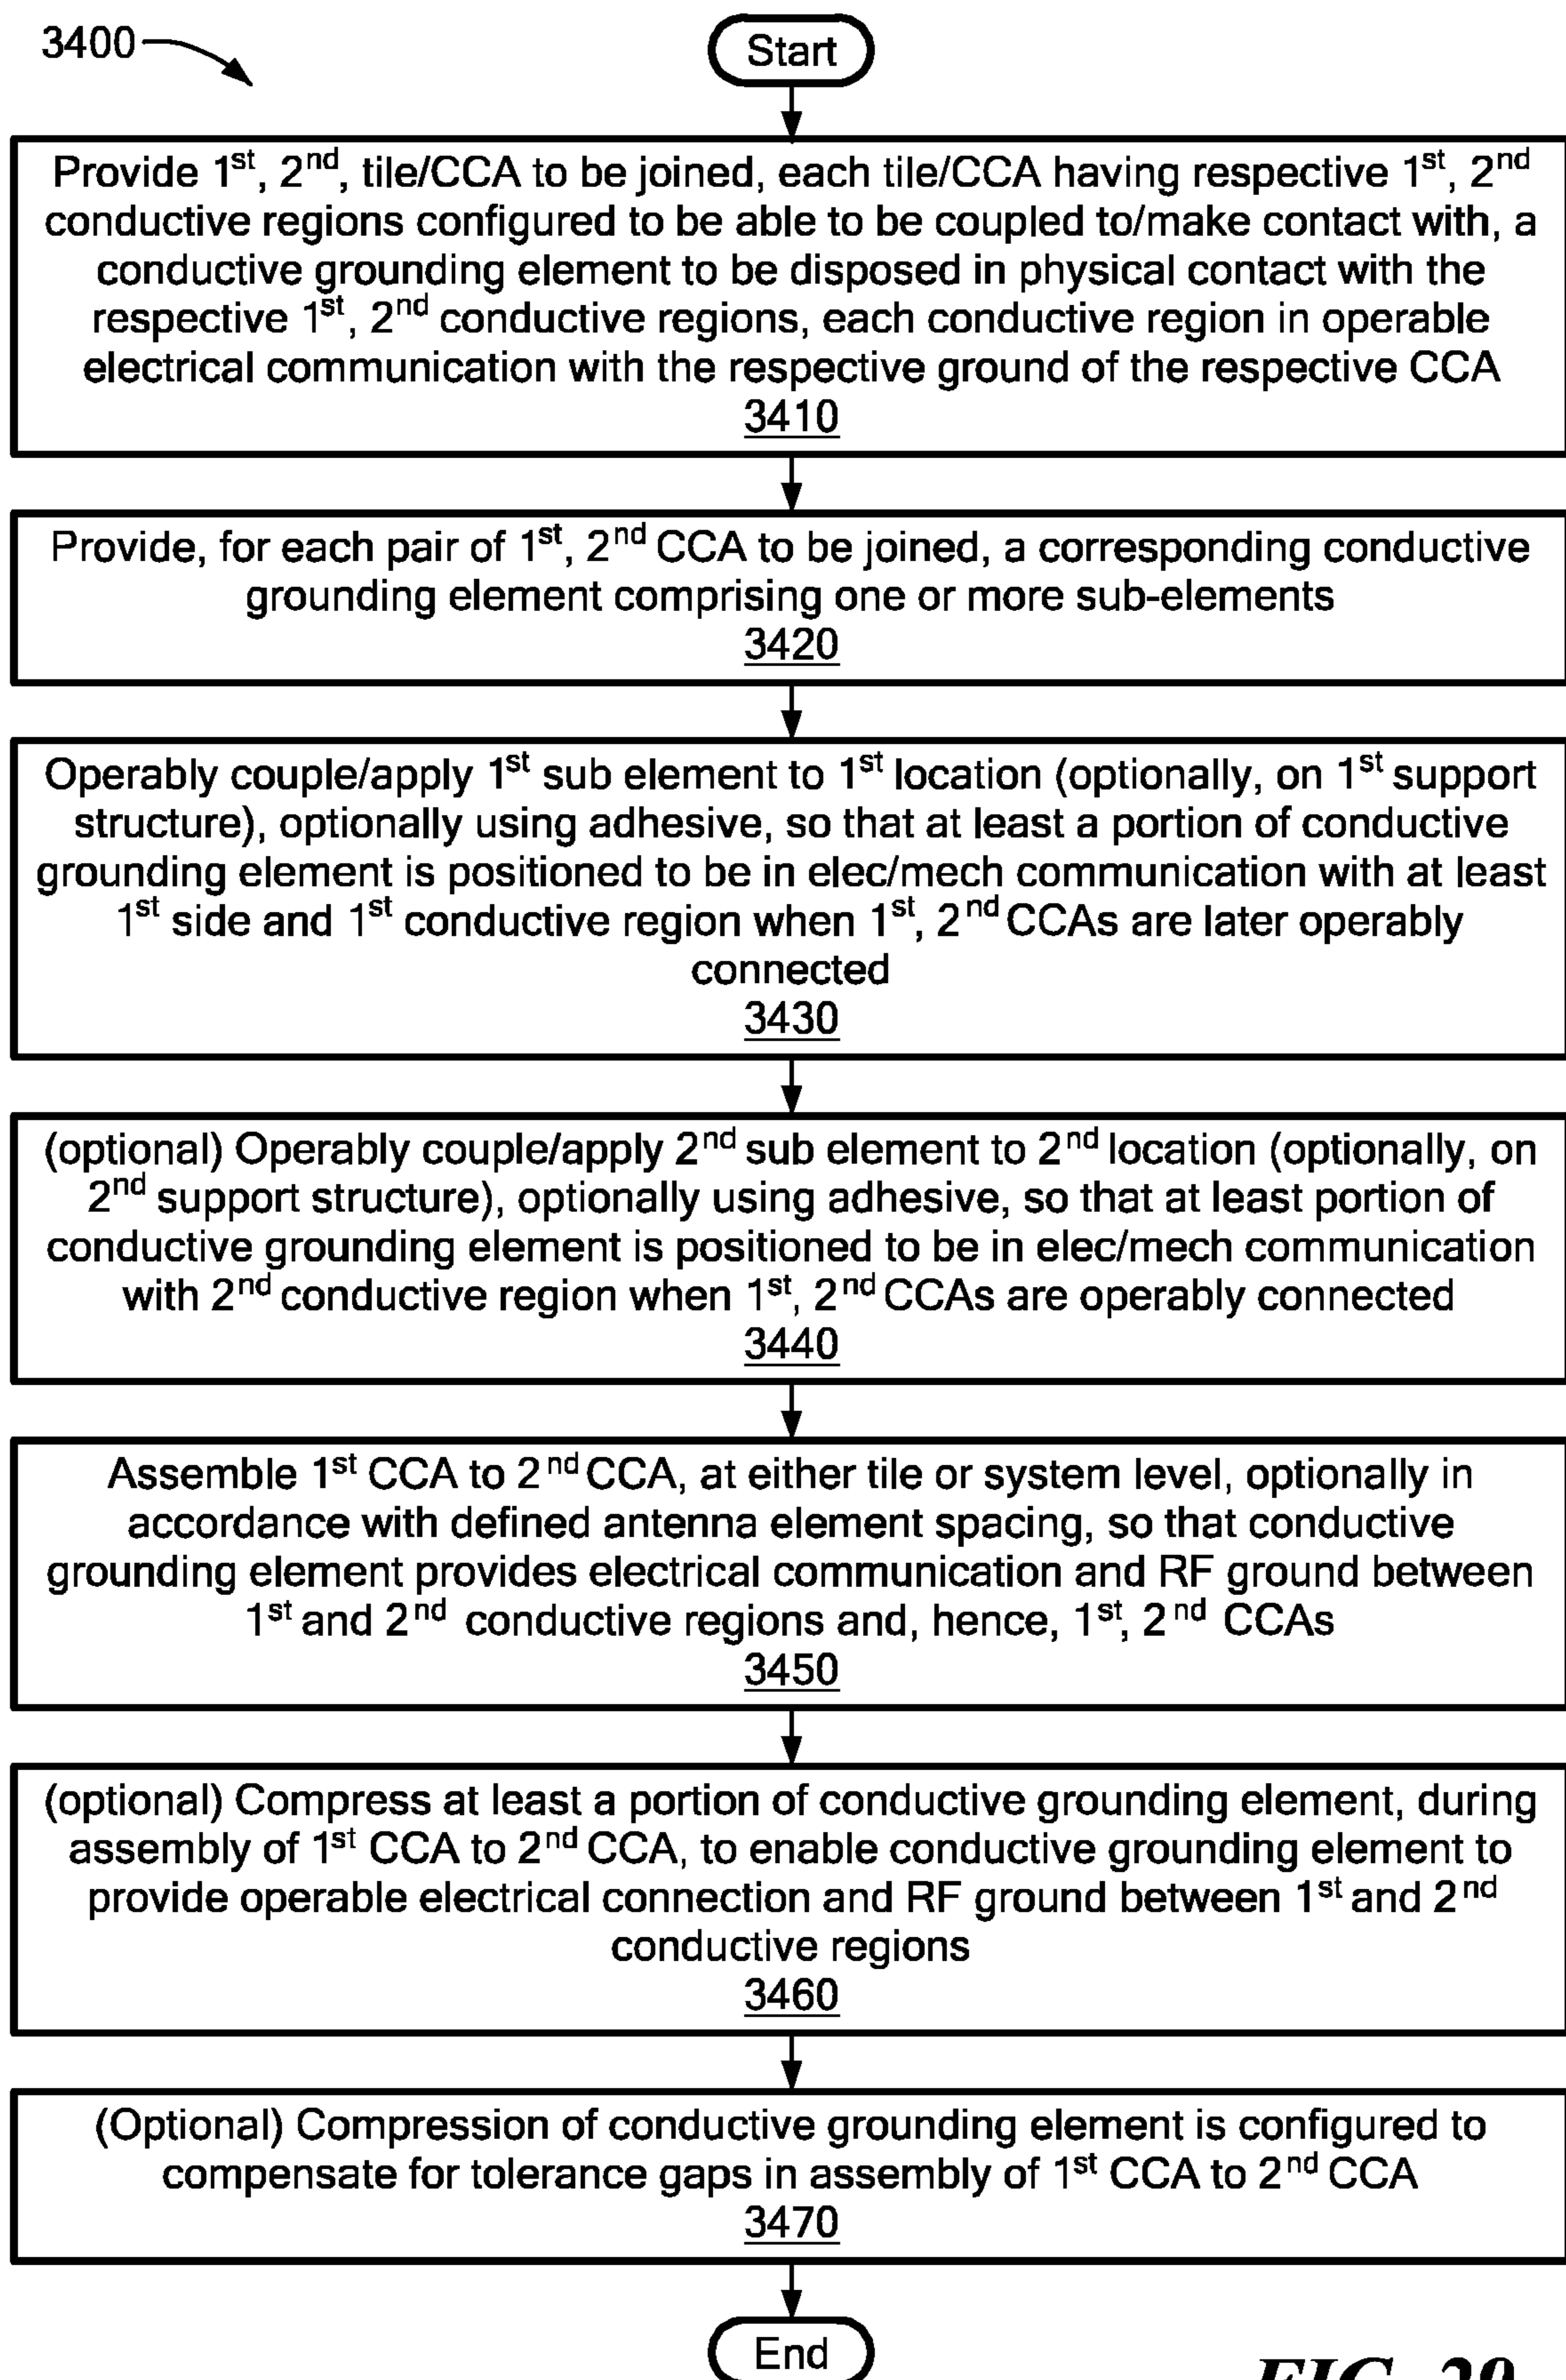 3400
Start
Provide 1st, 2nd, tile/CCA to be joined, each tile/CCA having respective 1st, 2nd
conductive regions configured to be able to be coupled to/make contact with, a
conductive grounding element to be disposed in physical contact with the
respective 1st, 2nd conductive regions, each conductive region in operable
electrical communication with the respective ground of the respective CCA
3410
Provide, for each pair of 1st, 2nd CCA to be joined, a corresponding conductive
grounding element comprising one or more sub-elements
3420
Operably couple/apply 1st sub element to 1st location (optionally, on 1st support
structure), optionally using adhesive, so that at least a portion of conductive
grounding element is positioned to be in elec/mech communication with at least
1st side and 1st conductive region when 1st, 2nd CCAs are later operably
connected
3430
(optional) Operably couple/apply 2nd sub element to 2nd location (optionally, on
2nd support structure), optionally using adhesive, so that at least portion of
conductive grounding element is positioned to be in elec/mech communication
with 2nd conductive region when 1st, 2nd CCAs are operably connected
3440
Assemble 1st CCA to 2nd CCA, at either tile or system level, optionally in
accordance with defined antenna element spacing, so that conductive
grounding element provides electrical communication and RF ground between
1st and 2nd conductive regions and, hence, 1st, 2nd CCAs
3450
(optional) Compress at least a portion of conductive grounding element, during
assembly of 1st CCA to 2nd CCA, to enable conductive grounding element to
provide operable electrical connection and RF ground between 1st and 2nd
conductive regions
3460
(Optional) Compression of conductive grounding element is configured to
compensate for tolerance gaps in assembly of 1st CCA to 2nd CCA
3470
End
FIG.